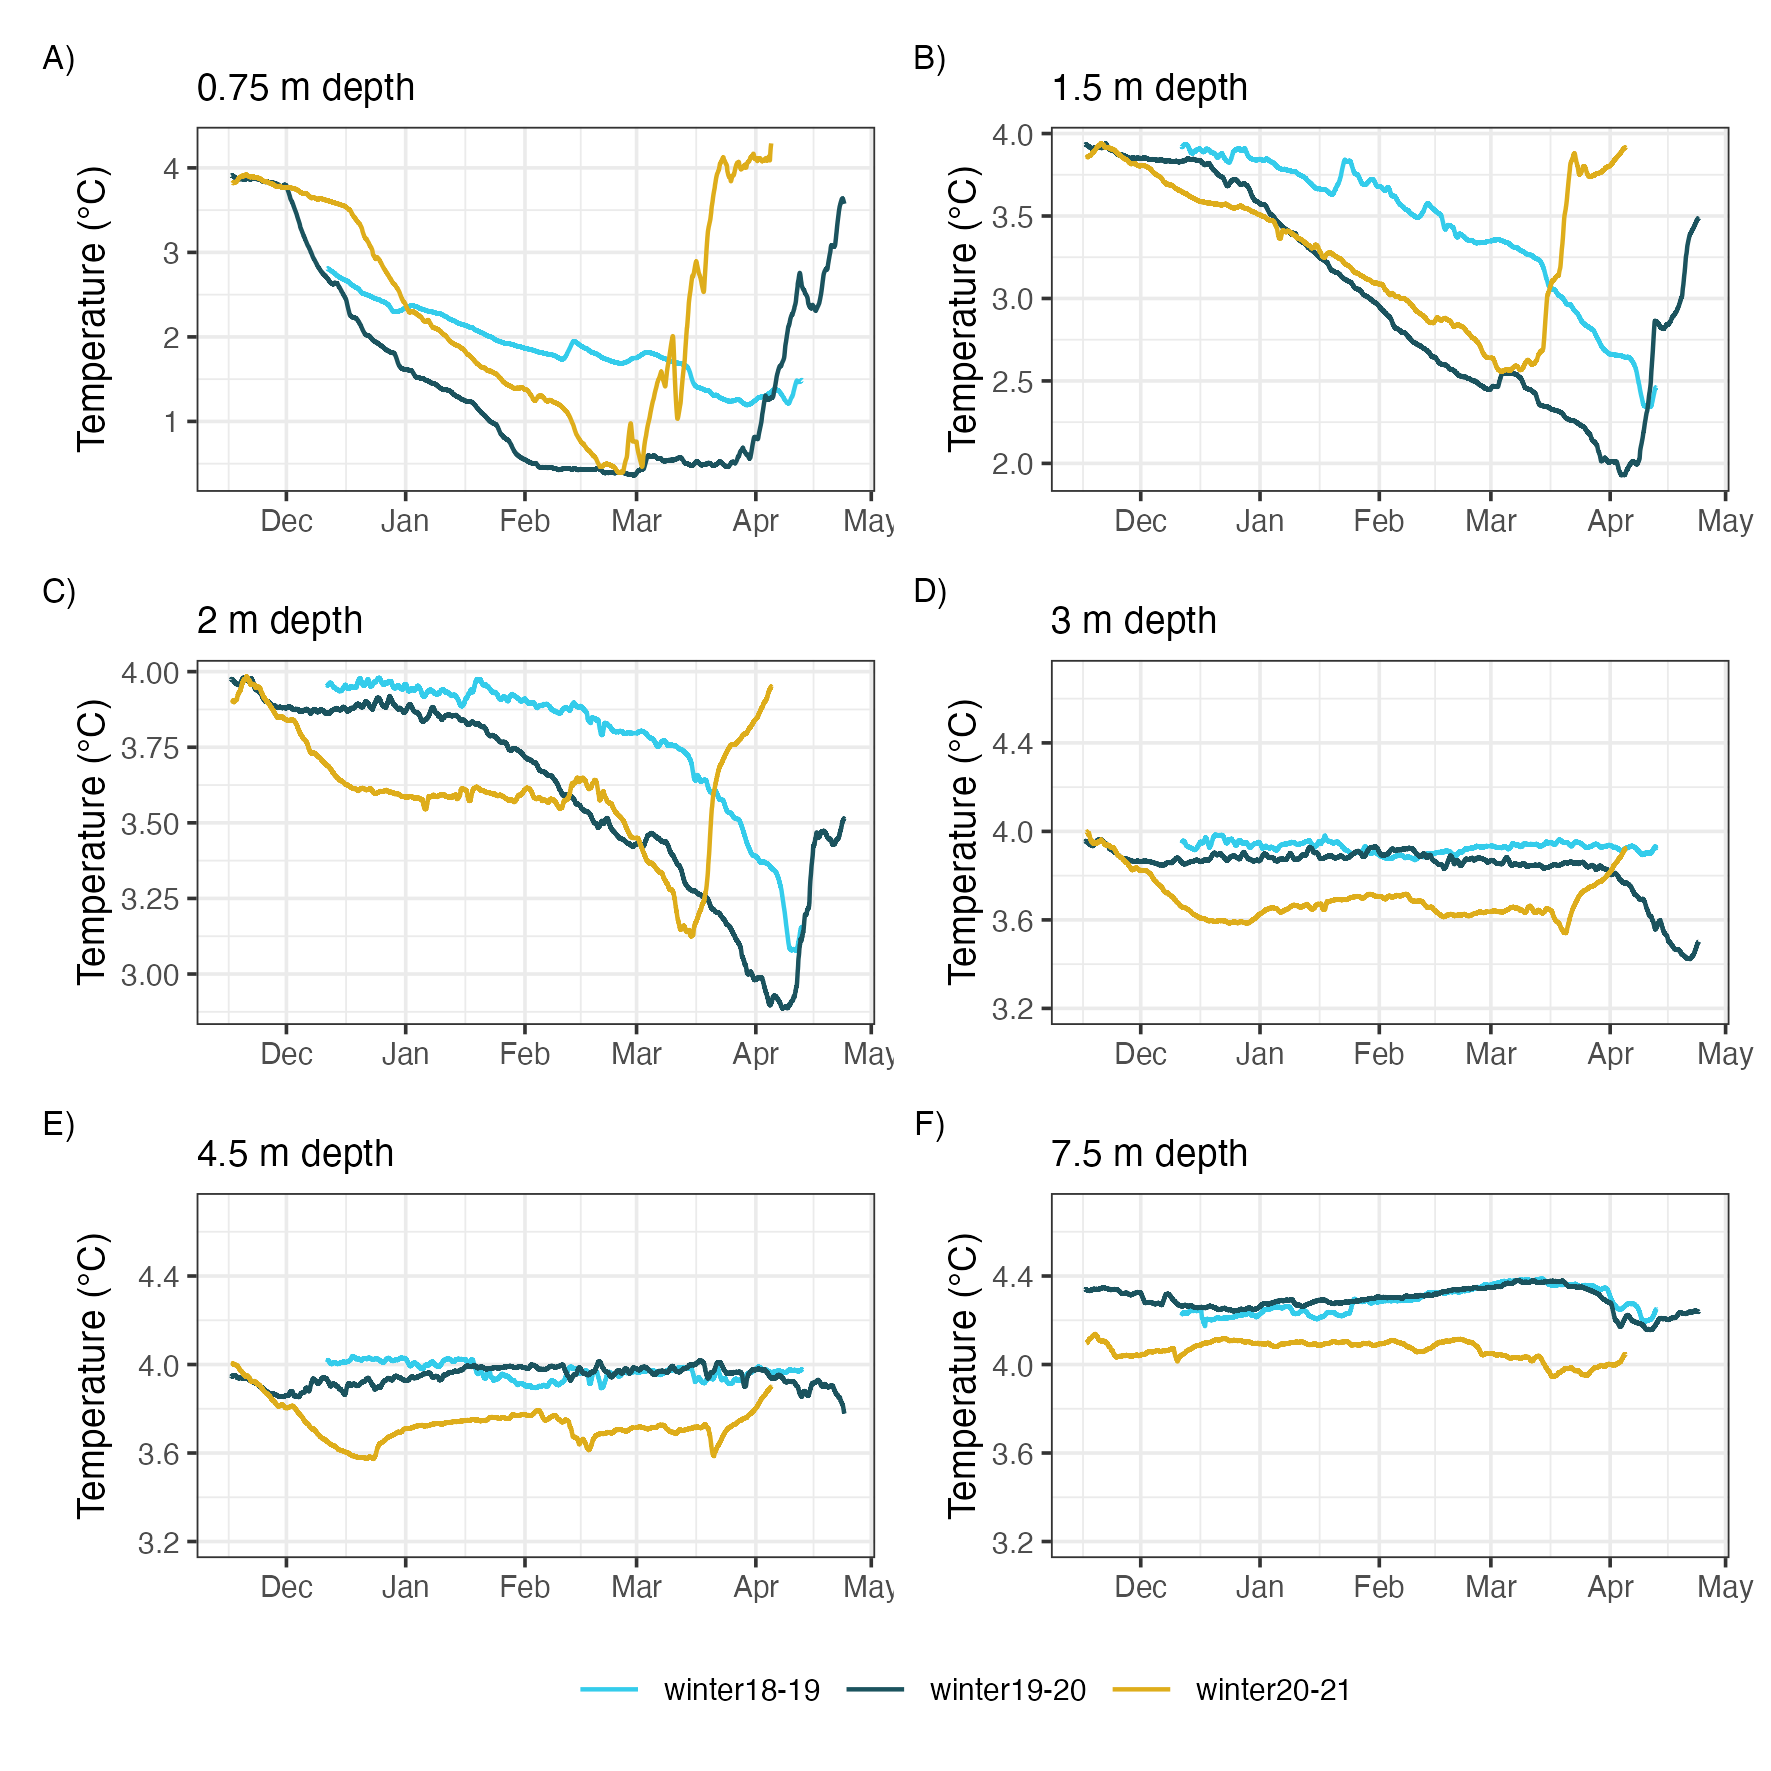 A)
0.75 m depth
Temperature (°C)
4
3
2
1
Dec Jan Feb Mar Apr May
B)
1.5 m depth
Temperature (°C)
4.0
3.5
3.0
2.5
2.0
Dec Jan Feb Mar Apr May
C)
2 m depth
Temperature (°C)
4.00
3.75
3.50
3.25
3.00
Dec Jan Feb Mar Apr May
D)
3 m depth
Temperature (°C)
4.4
4.0
3.6
3.2
Dec Jan Feb Mar Apr May
E)
4.5 m depth
Temperature (°C)
4.4
4.0
3.6
3.2
Dec Jan Feb Mar Apr May
F)
7.5 m depth
Temperature (°C)
4.4
4.0
3.6
3.2
Dec Jan Feb Mar Apr May
winter18-19 winter19-20 winter20-21